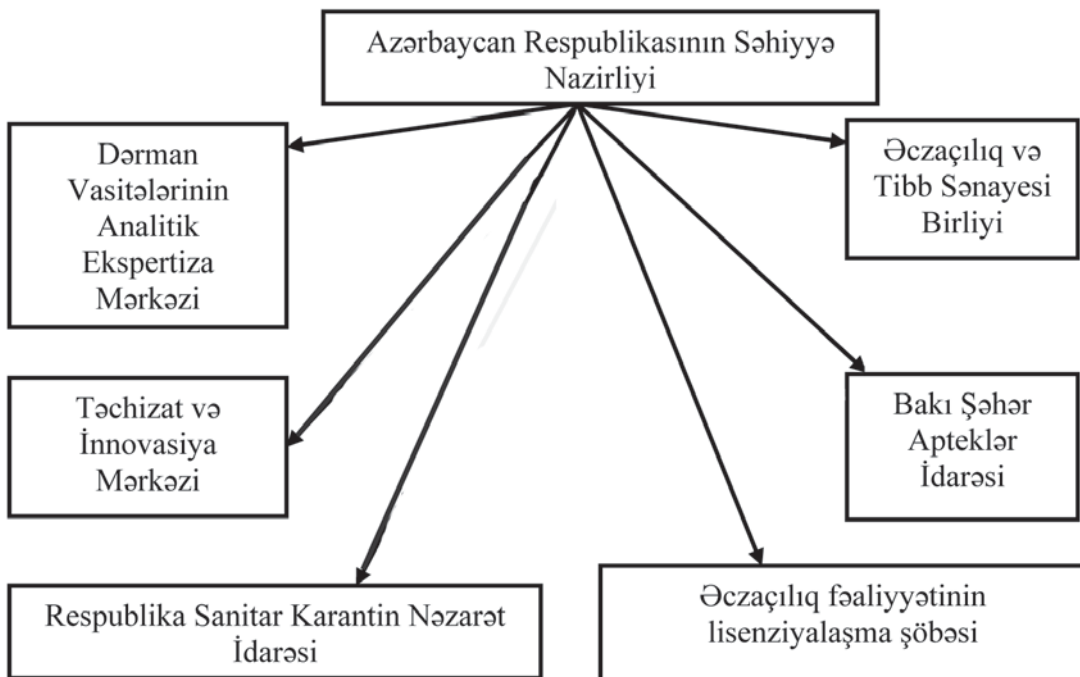 Azərbaycan Respublikasının Səhiyyə
Nazirliyi
Dərman
Vasitələrinin
Analitik
Ekspertiza
Mərkəzi
Əczaçılıq və
Tibb Sənayesi
Birliyi
Təchizat və
İnnovasiya
Mərkəzi
Bakı Şəhər
Apteklər
İdarəsi
Respublika Sanitar Karantin Nəzarət
İdarəsi
Əczaçılıq fəaliyyətinin
lisenziyalaşma şöbəsi